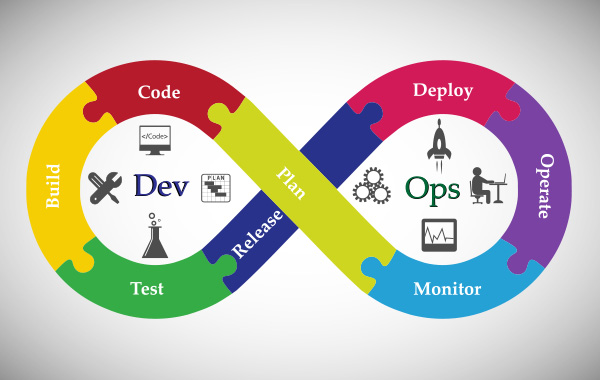 Code
</Code>
Build
Dev
PLAN
Test
Release
Plan
Deploy
Ops
Operate
Monitor